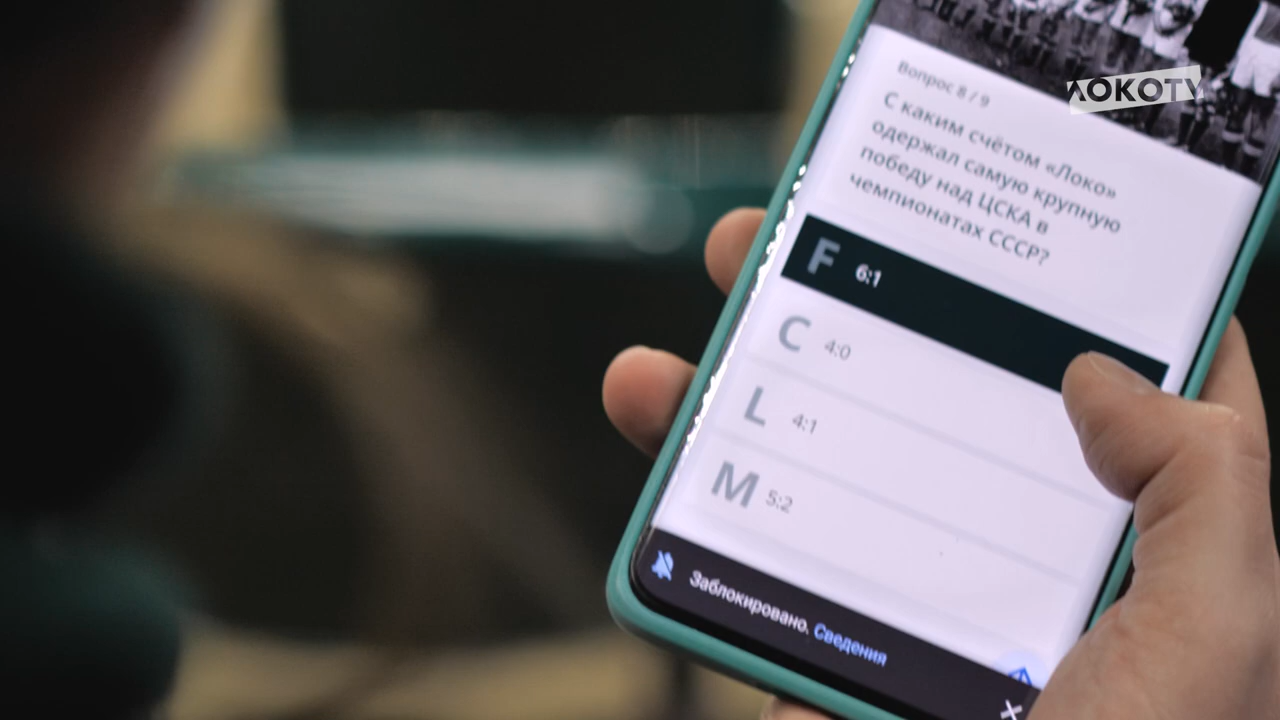 ЛОКОTV
Вопрос 8 / 9
С каким счётом «Локо»
одержал самую крупную
победу над ЦСКА в
чемпионатах СССР?
F 6:1
C 4:0
L 4:1
M 5:2
Заблокировано. Сведения